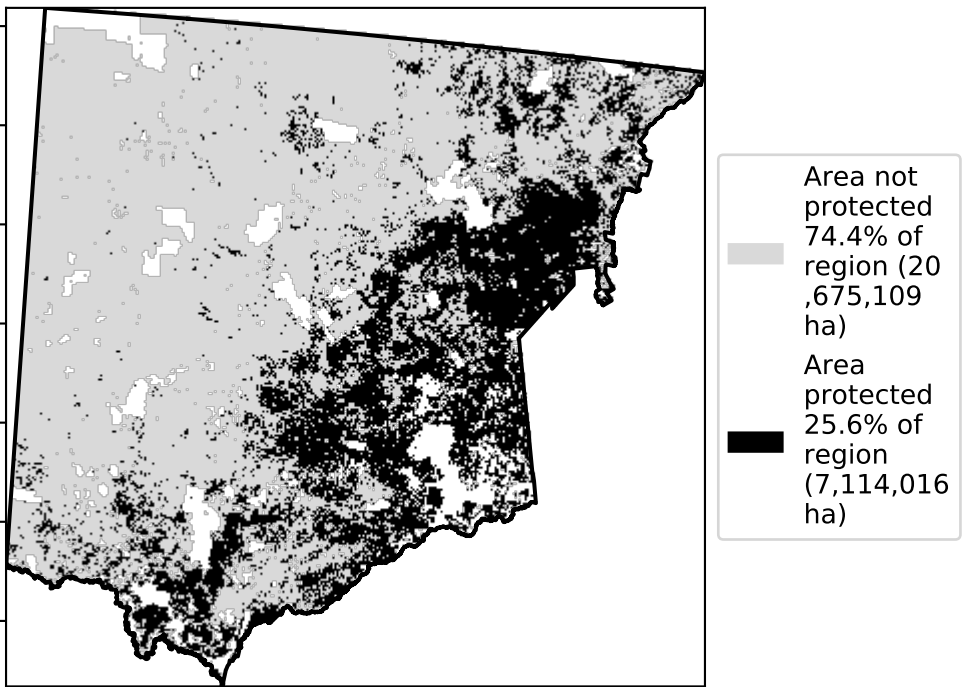 Area not
protected
74.4% of
region (20
,675,109
ha)
Area
protected
25.6% of
region
(7,114,016
ha)